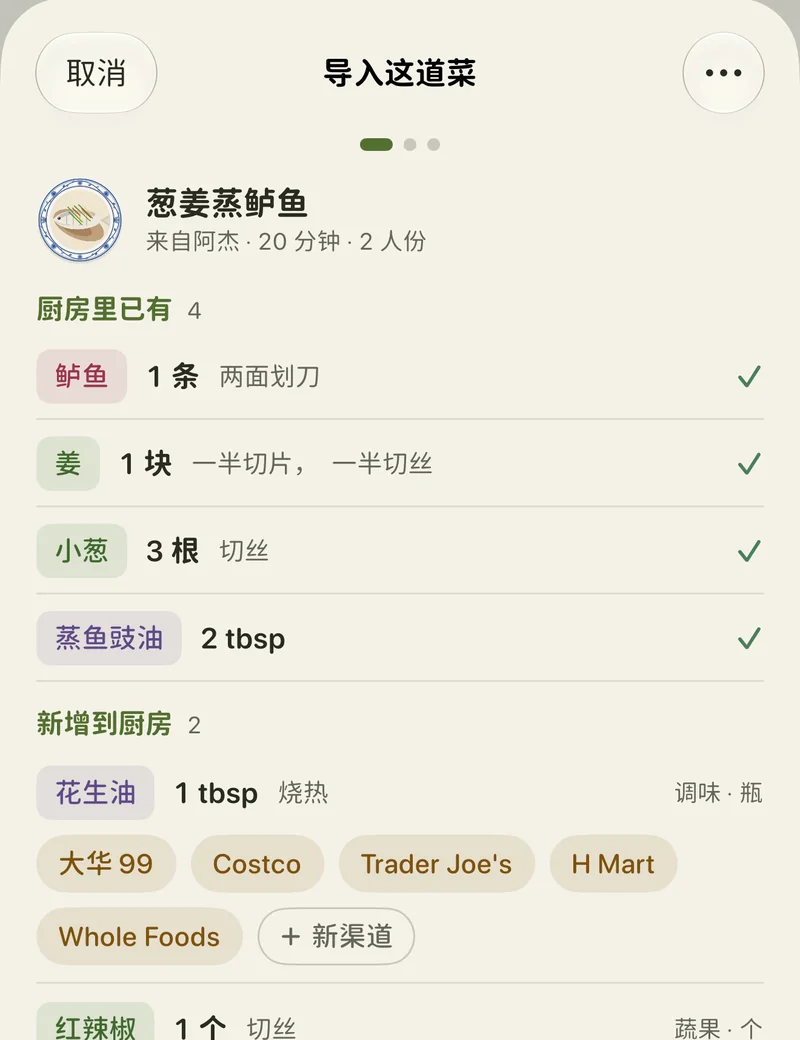 取消
导入这道菜
葱姜蒸鲈鱼
来自阿杰 · 20 分钟 · 2 人份
厨房里已有 4
鲈鱼 1 条 两面划刀
姜 1 块 一半切片， 一半切丝
小葱 3 根 切丝
蒸鱼豉油 2 tbsp
新增到厨房 2
花生油 1 tbsp 烧热 调味 · 瓶
大华 99 Costco Trader Joe's H Mart
Whole Foods + 新渠道
红辣椒 1 个 切丝 蔬果 · 个